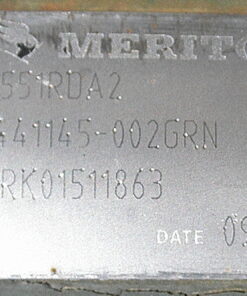 MERITO
551RDA2
441145-002GRN
RK01511863
DATE 09